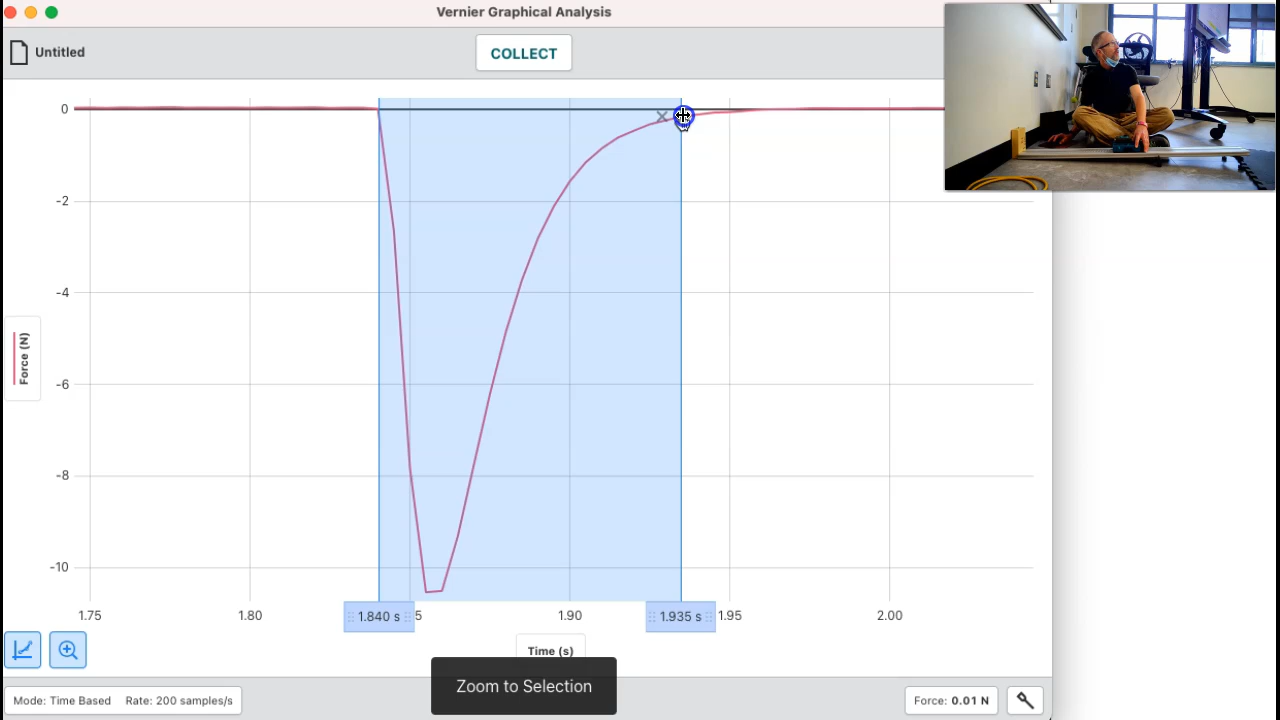 Vernier Graphical Analysis
Untitled
COLLECT
0
-2
-4
-6
-8
-10
Force (N)
1.75
1.80
1.840 s
5
1.90
1.935 s
1.95
2.00
Time (s)
Zoom to Selection
Mode: Time Based Rate: 200 samples/s
Force: 0.01 N